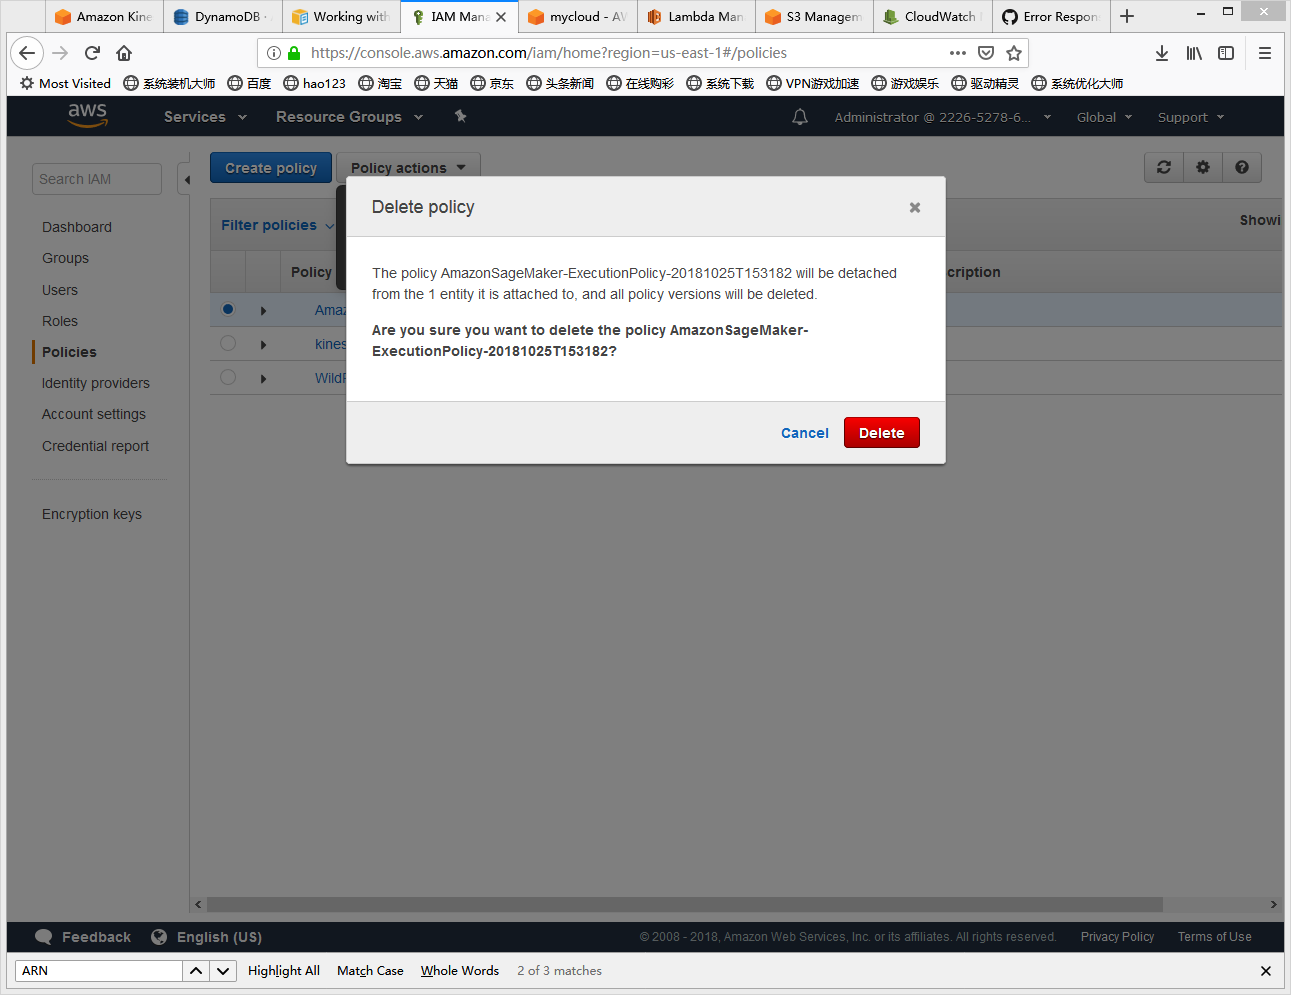 Amazon Kine
DynamoDB ·
Working with
IAM Mana
mycloud - AV
Lambda Man
S3 Managem
CloudWatch
Error Respon
https://console.aws.amazon.com/iam/home?region=us-east-1#/policies
Most Visited 系统装机大师 百度 hao123 淘宝 天猫 京东 头条新闻 在线购彩 系统下载 VPN游戏加速 游戏娱乐 驱动精灵 系统优化大师
aws Services Resource Groups Administrator @ 2226-5278-6... Global Support
Search IAM
Dashboard
Groups
Users
Roles
Policies
Identity providers
Account settings
Credential report
Encryption keys
Create policy Policy actions
Filter policies Showi
Policy cription
Amaz
kines
WildF
Delete policy
The policy AmazonSageMaker-ExecutionPolicy-20181025T153182 will be detached
from the 1 entity it is attached to, and all policy versions will be deleted.
Are you sure you want to delete the policy AmazonSageMaker-
ExecutionPolicy-20181025T153182?
Cancel Delete
Feedback English (US) © 2008 - 2018, Amazon Web Services, Inc. or its affiliates. All rights reserved. Privacy Policy Terms of Use
ARN Highlight All Match Case Whole Words 2 of 3 matches